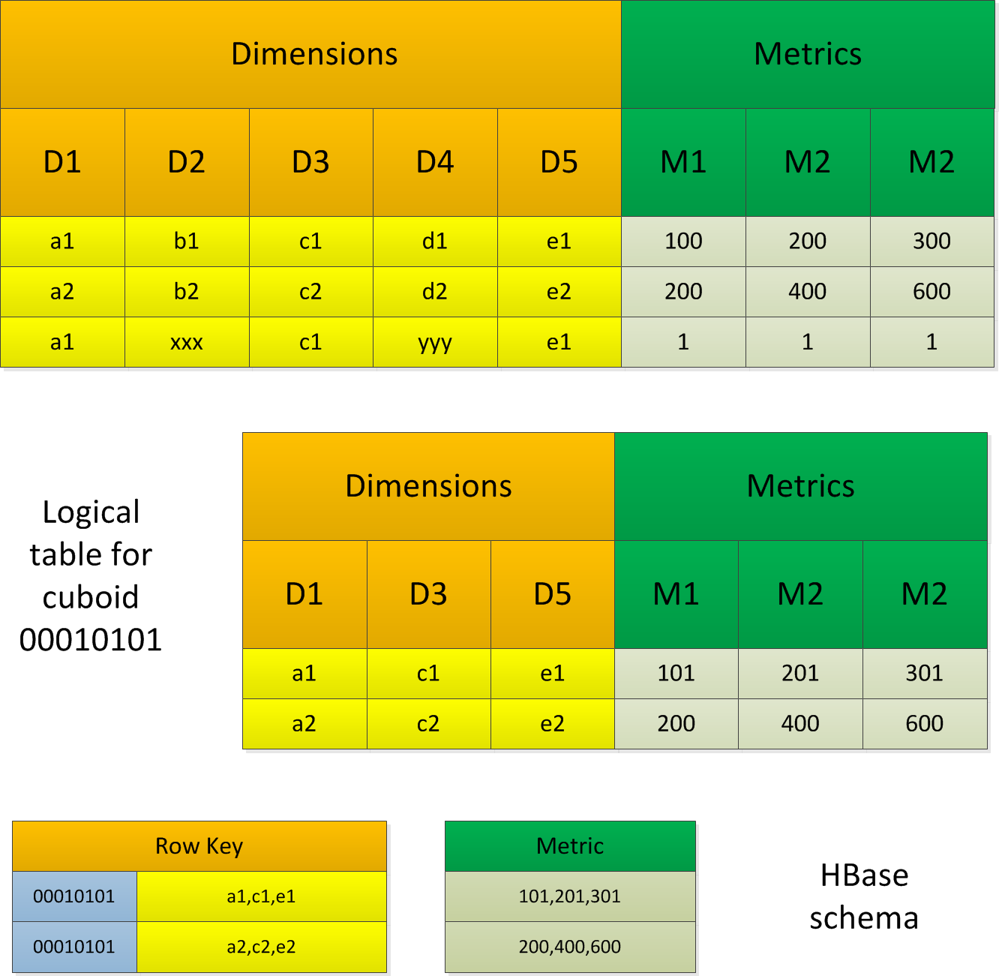 Dimensions Metrics
D1 D2 D3 D4 D5 M1 M2 M2
a1 b1 c1 d1 e1 100 200 300
a2 b2 c2 d2 e2 200 400 600
a1 xxx c1 yyy e1 1 1 1
Logical
table for
cuboid
00010101
Dimensions Metrics
D1 D3 D5 M1 M2 M2
a1 c1 e1 101 201 301
a2 c2 e2 200 400 600
Row Key
00010101 a1,c1,e1
00010101 a2,c2,e2
Metric
101,201,301
200,400,600
HBase
schema